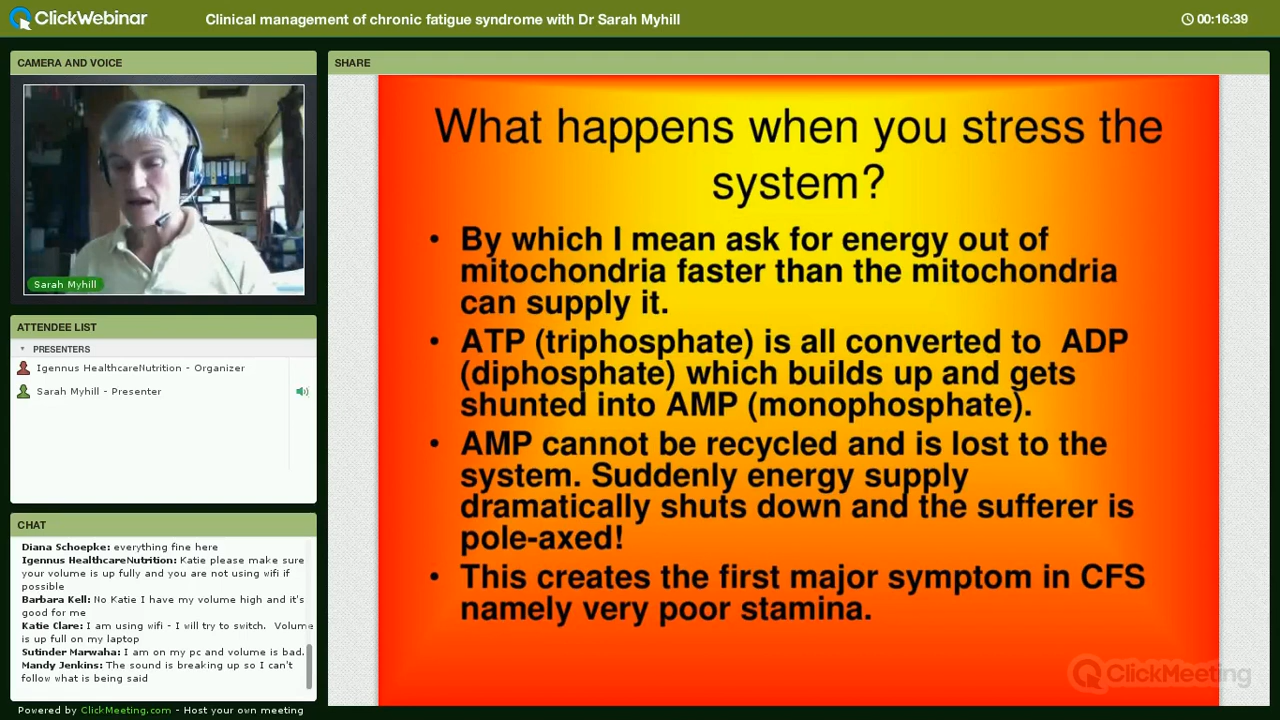 ClickWebinar
Clinical management of chronic fatigue syndrome with Dr Sarah Myhill
00:16:39
CAMERA AND VOICE
Sarah Myhill
ATTENDEE LIST
PRESENTERS
Igennus HealthcareNutrition - Organizer
Sarah Myhill - Presenter
CHAT
Diana Schoepke: everything fine here
Igennus HealthcareNutrition: Katie please make sure
your volume is up fully and you are not using wifi if
possible
Barbara Kell: No Katie I have my volume high and it's
good for me
Katie Clare: I am using wifi - I will try to switch. Volume
is up full on my laptop
Sutinder Marwaha: I am on my pc and volume is bad.
Mandy Jenkins: The sound is breaking up so I can't
follow what is being said
Powered by ClickMeeting.com - Host your own meeting
SHARE
What happens when you stress the
system?
• By which I mean ask for energy out of
mitochondria faster than the mitochondria
can supply it.
• ATP (triphosphate) is all converted to ADP
(diphosphate) which builds up and gets
shunted into AMP (monophosphate).
• AMP cannot be recycled and is lost to the
system. Suddenly energy supply
dramatically shuts down and the sufferer is
pole-axed!
• This creates the first major symptom in CFS
namely very poor stamina.
ClickMeeting